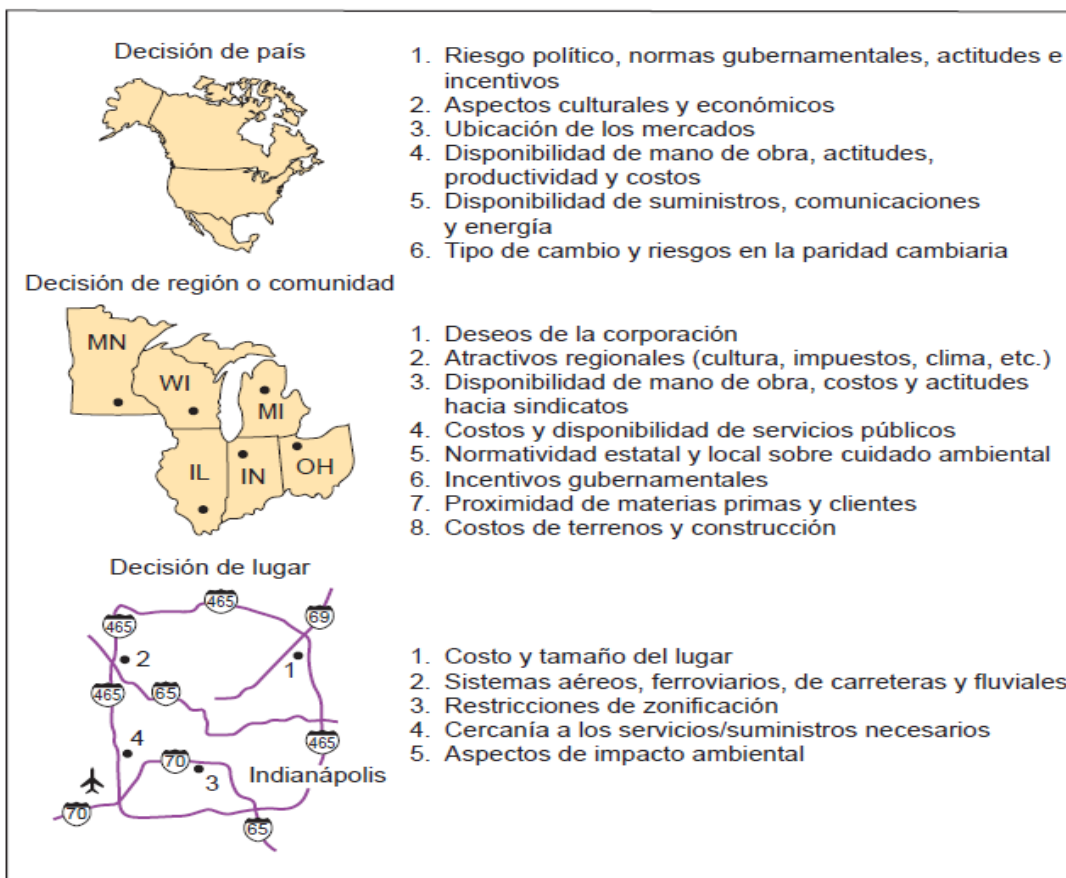 Decisión de país
1. Riesgo político, normas gubernamentales, actitudes e
incentivos
2. Aspectos culturales y económicos
3. Ubicación de los mercados
4. Disponibilidad de mano de obra, actitudes,
productividad y costos
5. Disponibilidad de suministros, comunicaciones
y energía
6. Tipo de cambio y riesgos en la paridad cambiaria
Decisión de región o comunidad
MN
WI
MI
IL
IN
OH
1. Deseos de la corporación
2. Atractivos regionales (cultura, impuestos, clima, etc.)
3. Disponibilidad de mano de obra, costos y actitudes
hacia sindicatos
4. Costos y disponibilidad de servicios públicos
5. Normatividad estatal y local sobre cuidado ambiental
6. Incentivos gubernamentales
7. Proximidad de materias primas y clientes
8. Costos de terrenos y construcción
Decisión de lugar
465
69
465
2
1
465
65
465
4
70
3
Indianápolis
70
65
1. Costo y tamaño del lugar
2. Sistemas aéreos, ferroviarios, de carreteras y fluviales
3. Restricciones de zonificación
4. Cercanía a los servicios/suministros necesarios
5. Aspectos de impacto ambiental